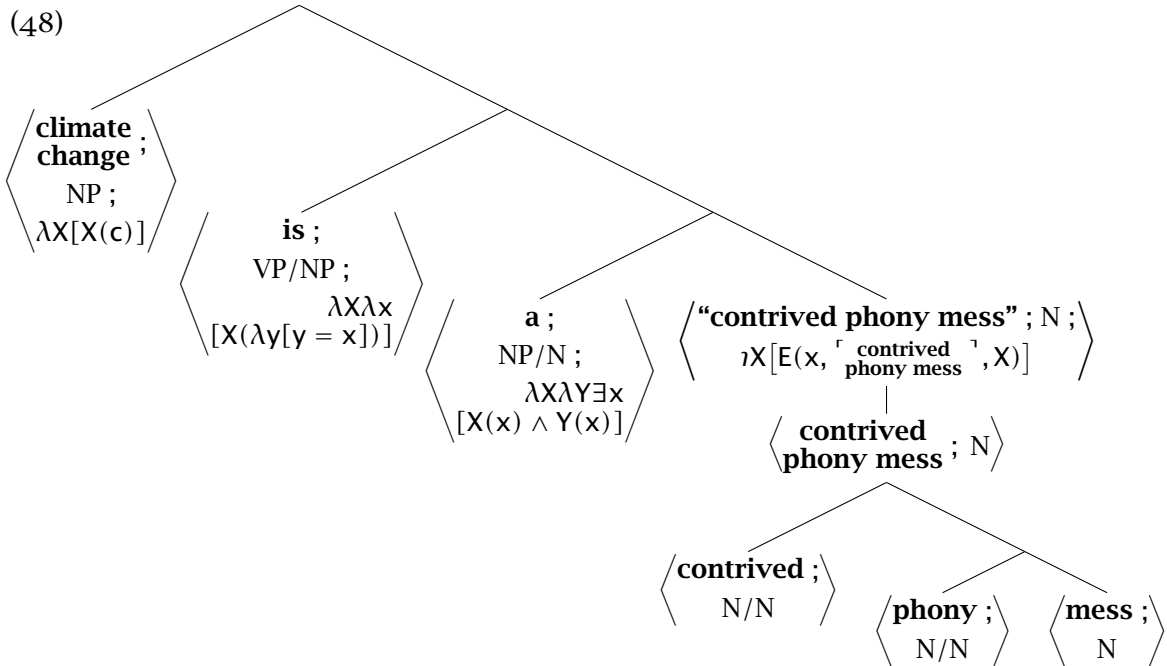 (48)
climate
change ;
NP ;
λX[X(c)]
is ;
VP/NP ;
λXλx
[X(λy[y = x])]
a ;
NP/N ;
λXλY∃x
[X(x) ∧ Y(x)]
“contrived phony mess” ; N ;
℩X[E(x, ⌜contrived phony mess⌝, X)]
contrived
phony mess ; N
contrived ;
N/N
phony ;
N/N
mess ;
N